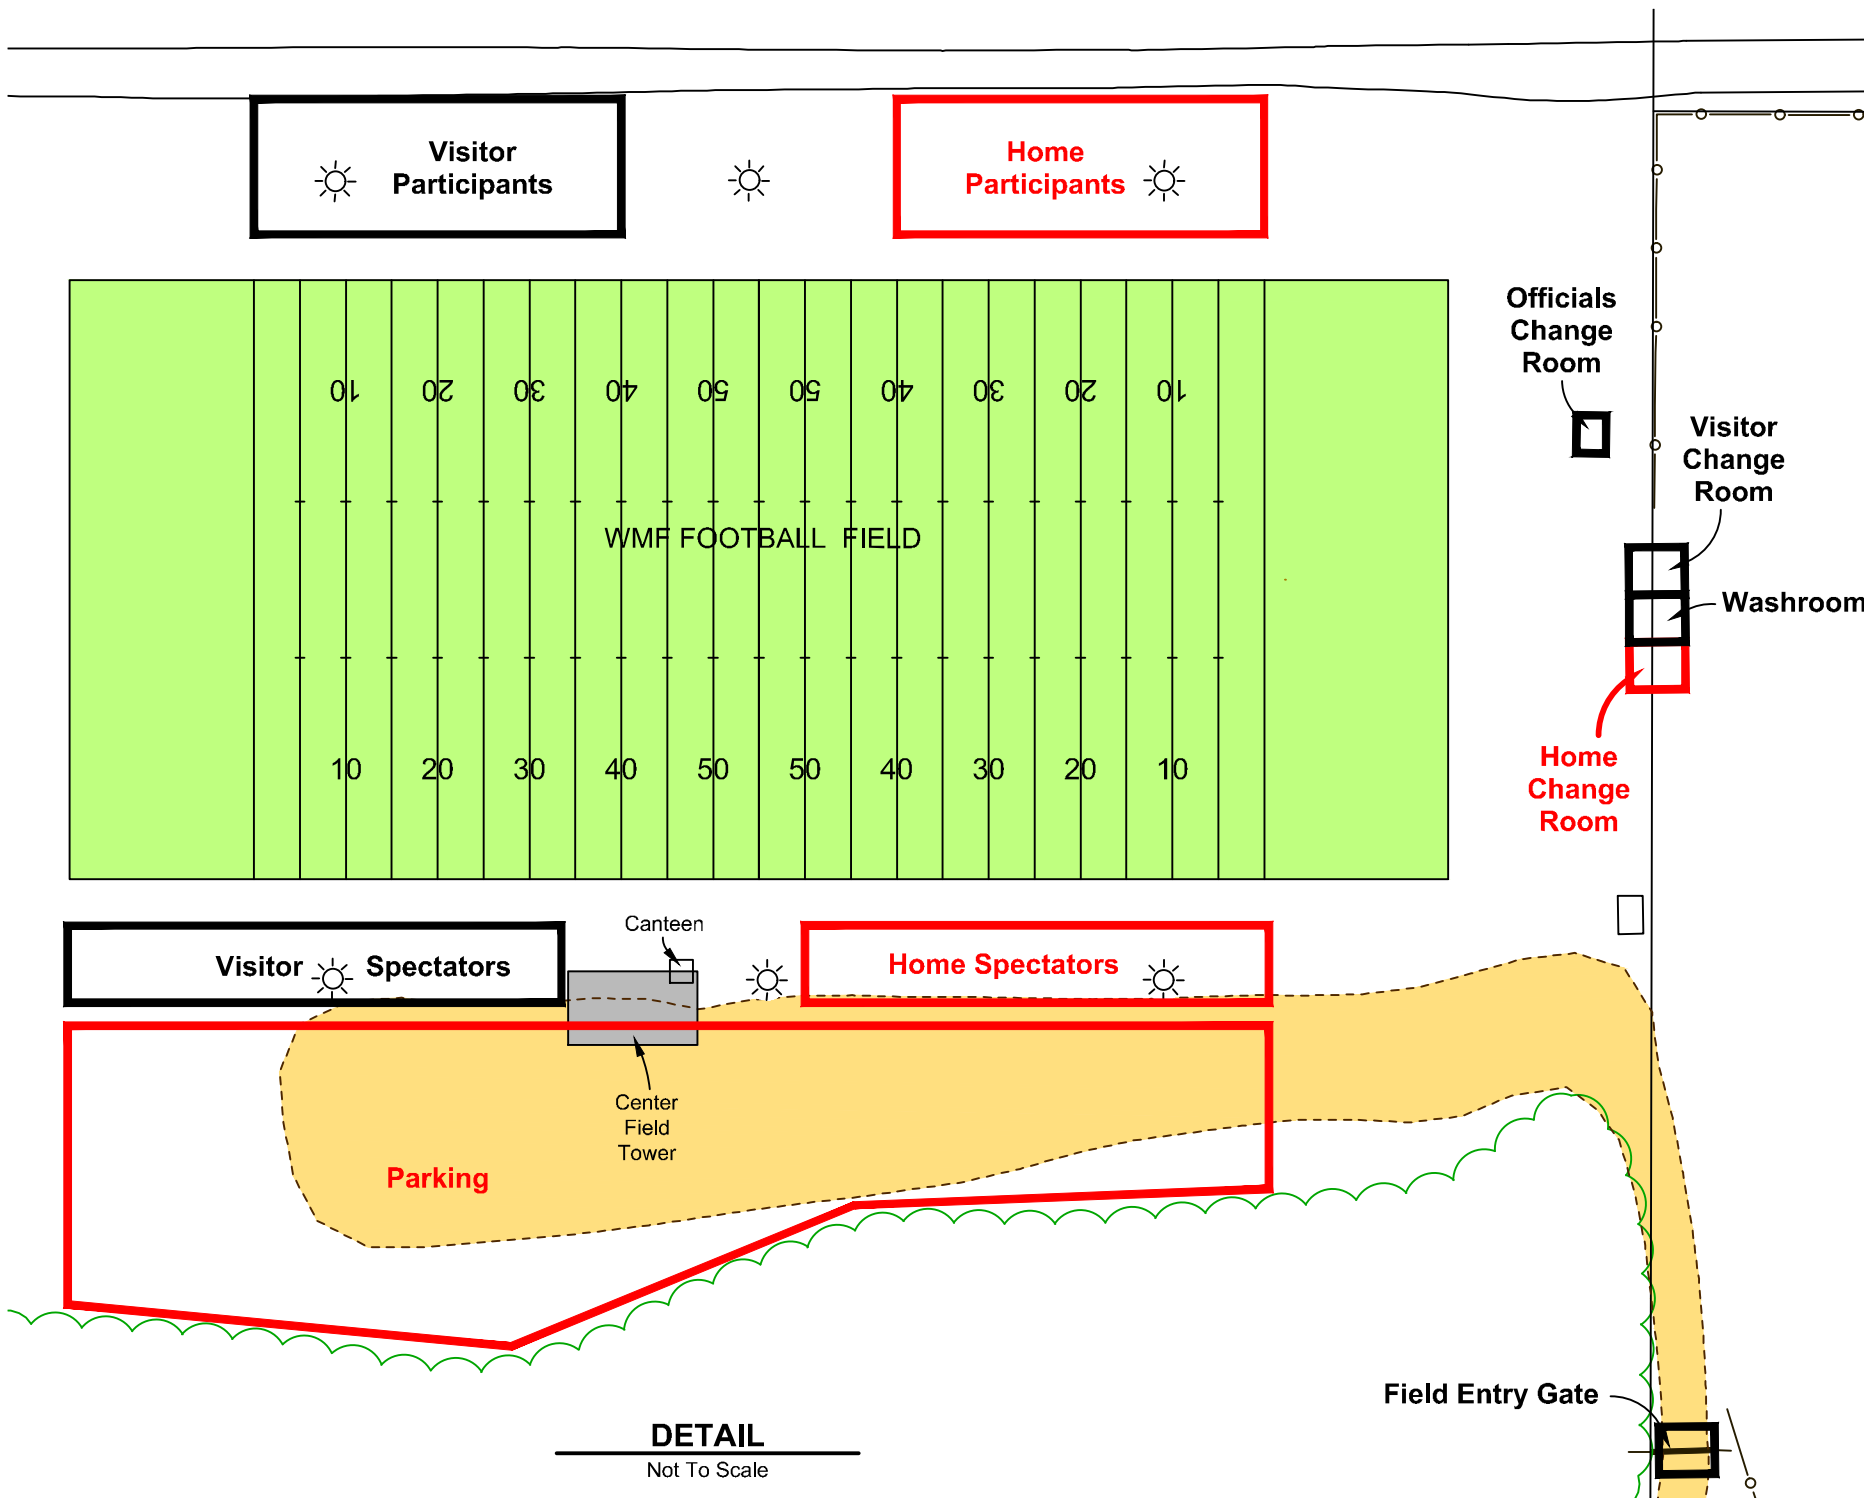 Visitor
Participants
Home
Participants
Officials
Change
Room
10 20 30 40 50 50 40 30 20 10
Visitor
Change
Room
WMF FOOTBALL FIELD
Washroom
10 20 30 40 50 50 40 30 20 10
Home
Change
Room
Canteen
Visitor Spectators
Home Spectators
Center
Field
Tower
Parking
Field Entry Gate
DETAIL
Not To Scale